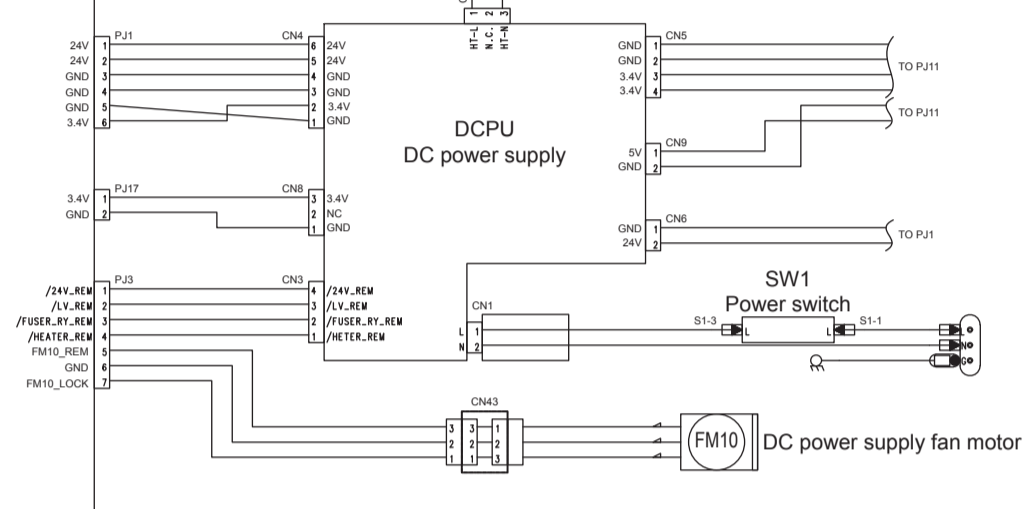 HT-L 1
N.C. 2
HT-N 3
PJ1
24V 1
24V 2
GND 3
GND 4
GND 5
3.4V 6
CN4
6 24V
5 24V
4 GND
3 GND
2 3.4V
1 GND
PJ17
3.4V 1
GND 2
CN8
3 3.4V
2 NC
1 GND
PJ3
/24V_REM 1
/LV_REM 2
/FUSER_RY_REM 3
/HEATER_REM 4
FM10_REM 5
GND 6
FM10_LOCK 7
CN3
4 /24V_REM
3 /LV_REM
2 /FUSER_RY_REM
1 /HETER_REM
DCPU
DC power supply
CN5
GND 1
GND 2
3.4V 3
3.4V 4
TO PJ11
TO PJ11
CN9
5V 1
GND 2
CN6
GND 1
24V 2
TO PJ1
CN1
L 1
N 2
SW1
Power switch
S1-3
L L
S1-1
L
N
G
CN43
3 3 1
2 2 2
1 1 3
FM10
DC power supply fan motor